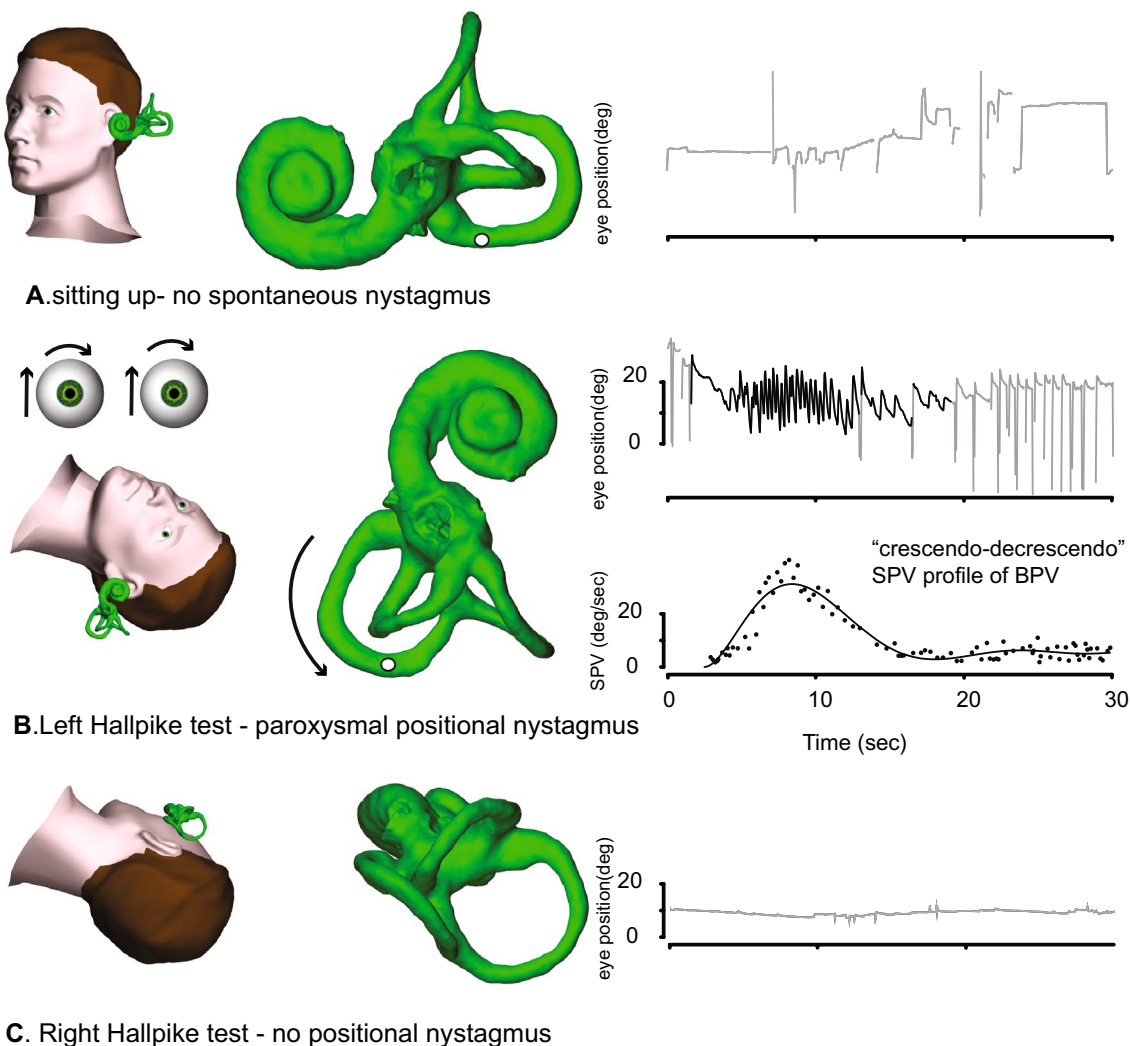 eye position(deg)
A.sitting up- no spontaneous nystagmus
eye position(deg)
20
0
"crescendo-decrescendo"
SPV profile of BPV
SPV (deg/sec)
20
0
0
10
20
30
Time (sec)
B.Left Hallpike test - paroxysmal positional nystagmus
eye position(deg)
20
0
C. Right Hallpike test - no positional nystagmus